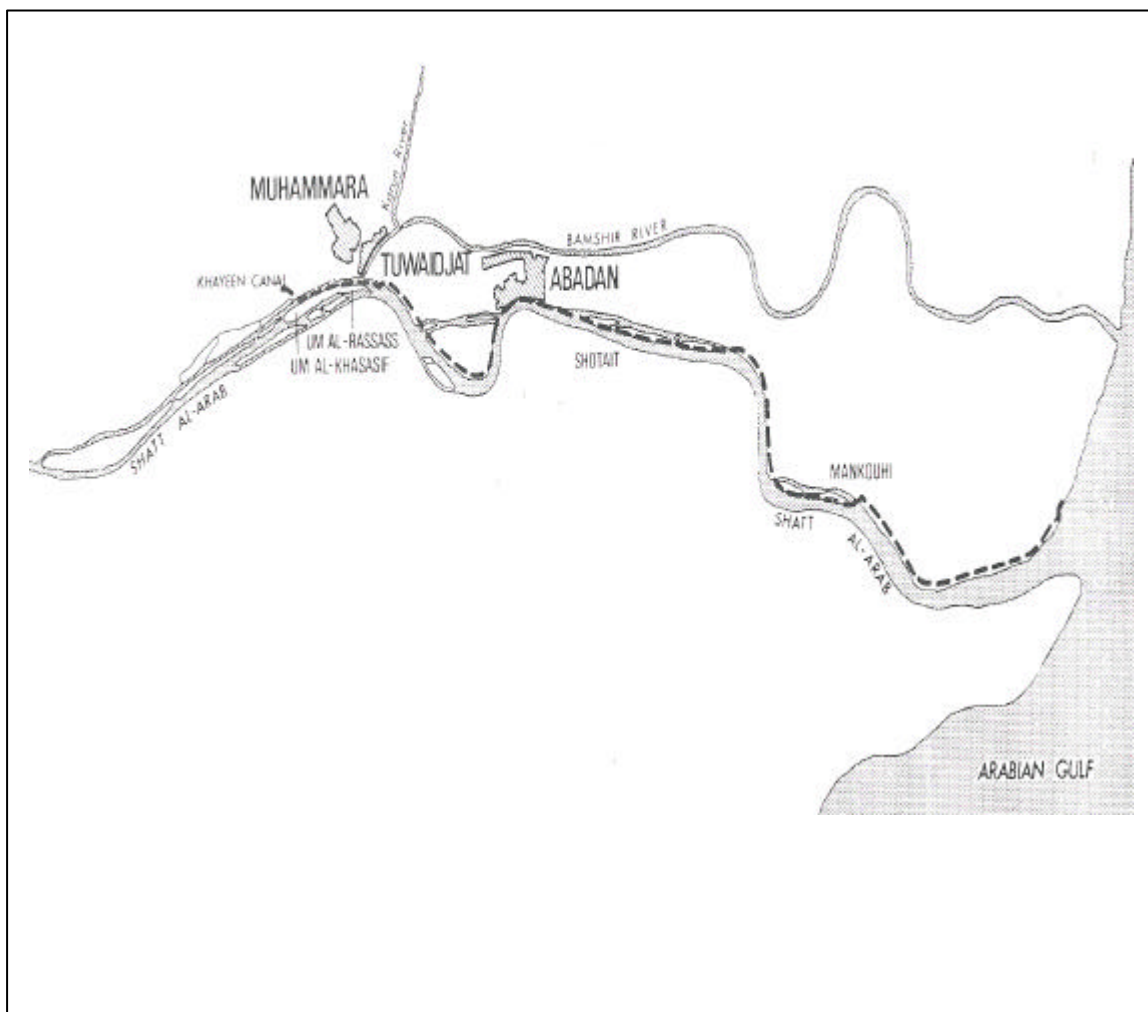 Karun River
MUHAMMARA
BAMSHIR RIVER
TUWAIDJAT
ABADAN
KHAYEEN CANAL
UM AL-RASSASS
UM AL-KHASASIF
SHOTAIT
SHATT AL-ARAB
MANKOUHI
SHATT
AL-ARAB
ARABIAN GULF